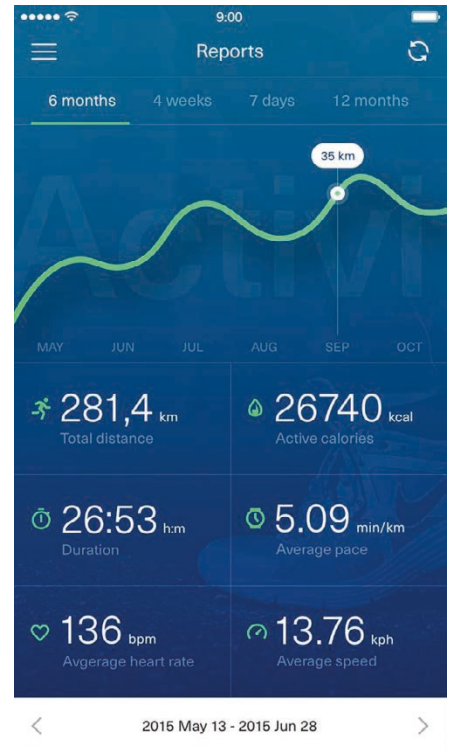 9:00
Reports
6 months 4 weeks 7 days 12 months
35 km
Activi
MAY JUN JUL AUG SEP OCT
281,4 km
Total distance
26740 kcal
Active calories
26:53 h:m
Duration
5.09 min/km
Average pace
136 bpm
Avgerage heart rate
13.76 kph
Average speed
2015 May 13 - 2015 Jun 28